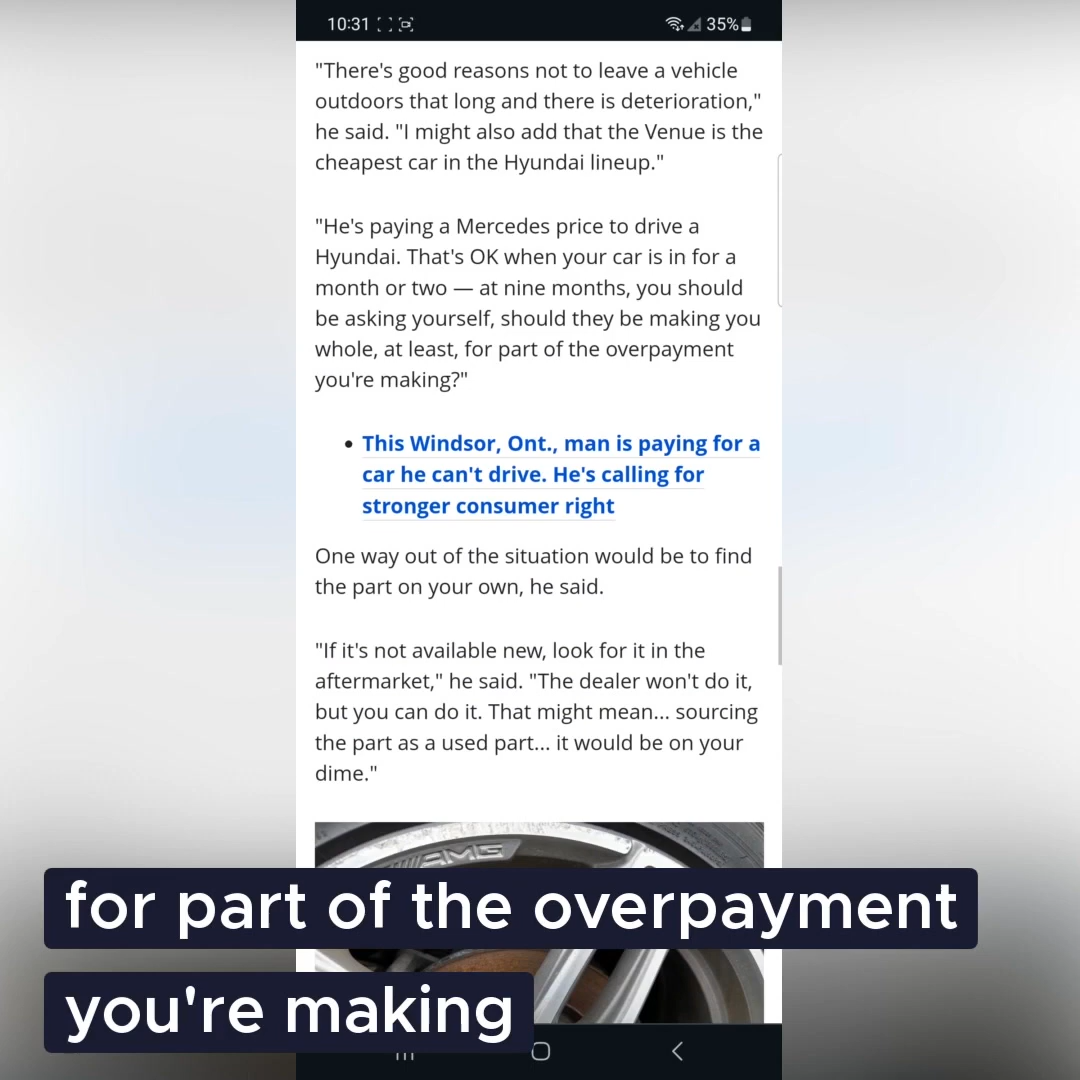 10:31
35%
"There's good reasons not to leave a vehicle
outdoors that long and there is deterioration,"
he said. "I might also add that the Venue is the
cheapest car in the Hyundai lineup."
"He's paying a Mercedes price to drive a
Hyundai. That's OK when your car is in for a
month or two — at nine months, you should
be asking yourself, should they be making you
whole, at least, for part of the overpayment
you're making?"
• This Windsor, Ont., man is paying for a
car he can't drive. He's calling for
stronger consumer right
One way out of the situation would be to find
the part on your own, he said.
"If it's not available new, look for it in the
aftermarket," he said. "The dealer won't do it,
but you can do it. That might mean... sourcing
the part as a used part... it would be on your
dime."
AMG
for part of the overpayment
you're making